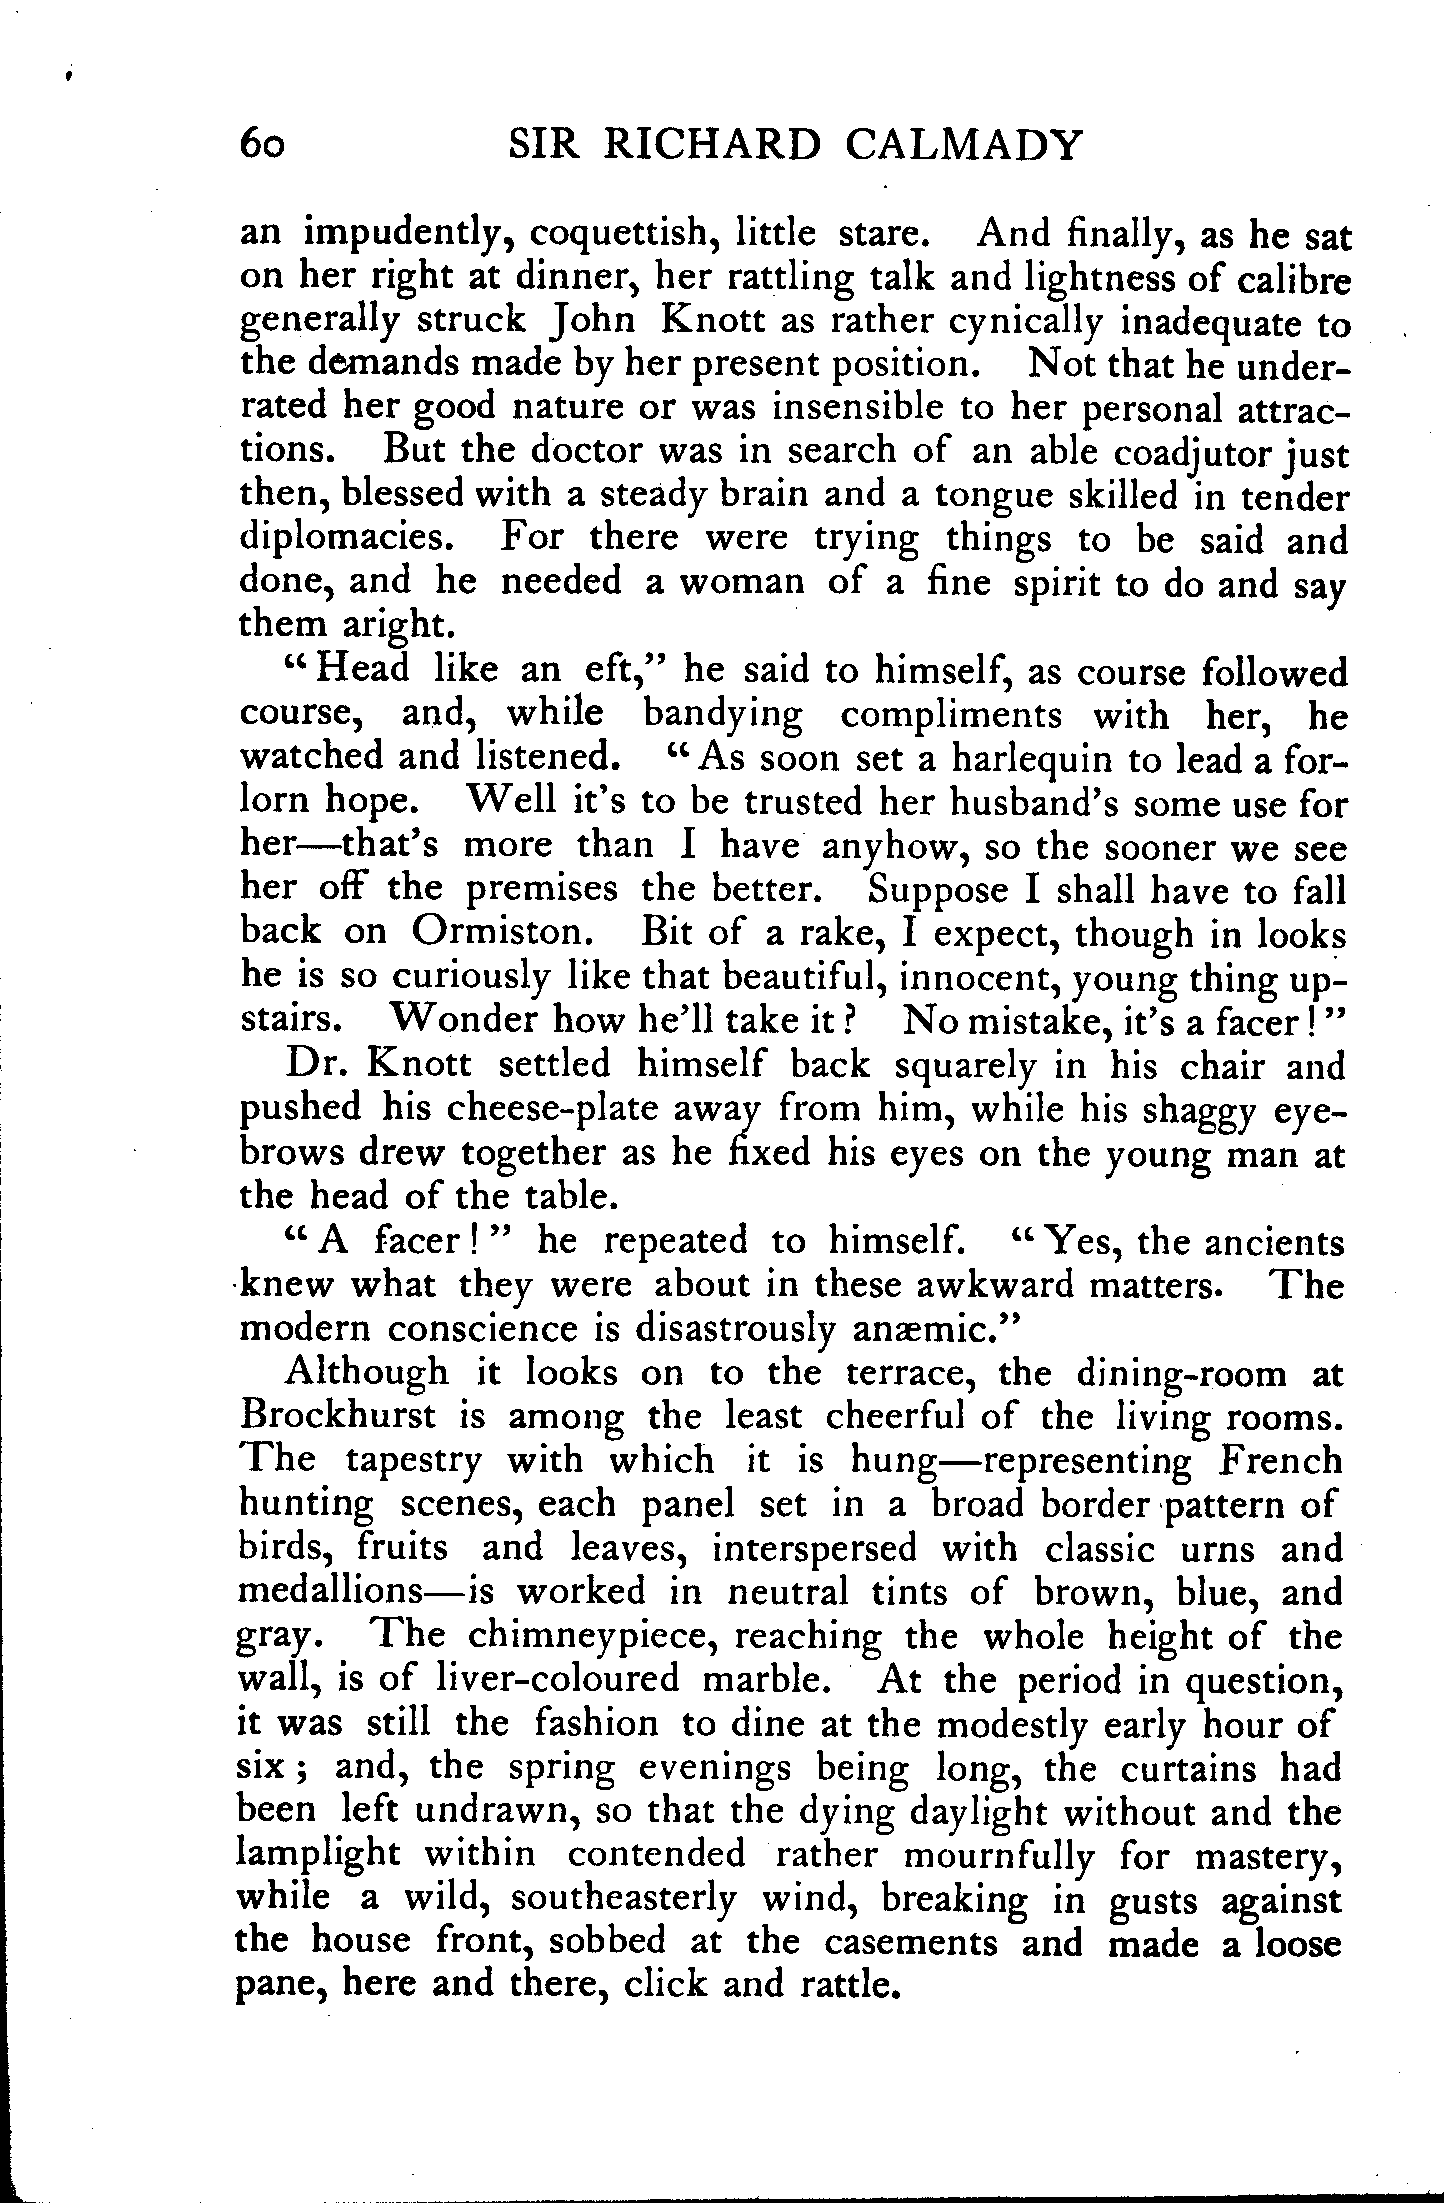 60 SIR RICHARD CALMADY
an impudently, coquettish, little stare. And finally, as he sat
on her right at dinner, her rattling talk and lightness of calibre
generally struck John Knott as rather cynically inadequate to
the demands made by her present position. Not that he under-
rated her good nature or was insensible to her personal attrac-
tions. But the doctor was in search of an able coadjutor just
then, blessed with a steady brain and a tongue skilled in tender
diplomacies. For there were trying things to be said and
done, and he needed a woman of a fine spirit to do and say
them aright.
“Head like an eft,” he said to himself, as course followed
course, and, while bandying compliments with her, he
watched and listened. “As soon set a harlequin to lead a for-
lorn hope. Well it’s to be trusted her husband’s some use for
her—that’s more than I have anyhow, so the sooner we see
her off the premises the better. Suppose I shall have to fall
back on Ormiston. Bit of a rake, I expect, though in looks
he is so curiously like that beautiful, innocent, young thing up-
stairs. Wonder how he’ll take it? No mistake, it’s a facer!”
Dr. Knott settled himself back squarely in his chair and
pushed his cheese-plate away from him, while his shaggy eye-
brows drew together as he fixed his eyes on the young man at
the head of the table.
“A facer!” he repeated to himself. “Yes, the ancients
knew what they were about in these awkward matters. The
modern conscience is disastrously anæmic.”
Although it looks on to the terrace, the dining-room at
Brockhurst is among the least cheerful of the living rooms.
The tapestry with which it is hung—representing French
hunting scenes, each panel set in a broad border pattern of
birds, fruits and leaves, interspersed with classic urns and
medallions—is worked in neutral tints of brown, blue, and
gray. The chimneypiece, reaching the whole height of the
wall, is of liver-coloured marble. At the period in question,
it was still the fashion to dine at the modestly early hour of
six; and, the spring evenings being long, the curtains had
been left undrawn, so that the dying daylight without and the
lamplight within contended rather mournfully for mastery,
while a wild, southeasterly wind, breaking in gusts against
the house front, sobbed at the casements and made a loose
pane, here and there, click and rattle.